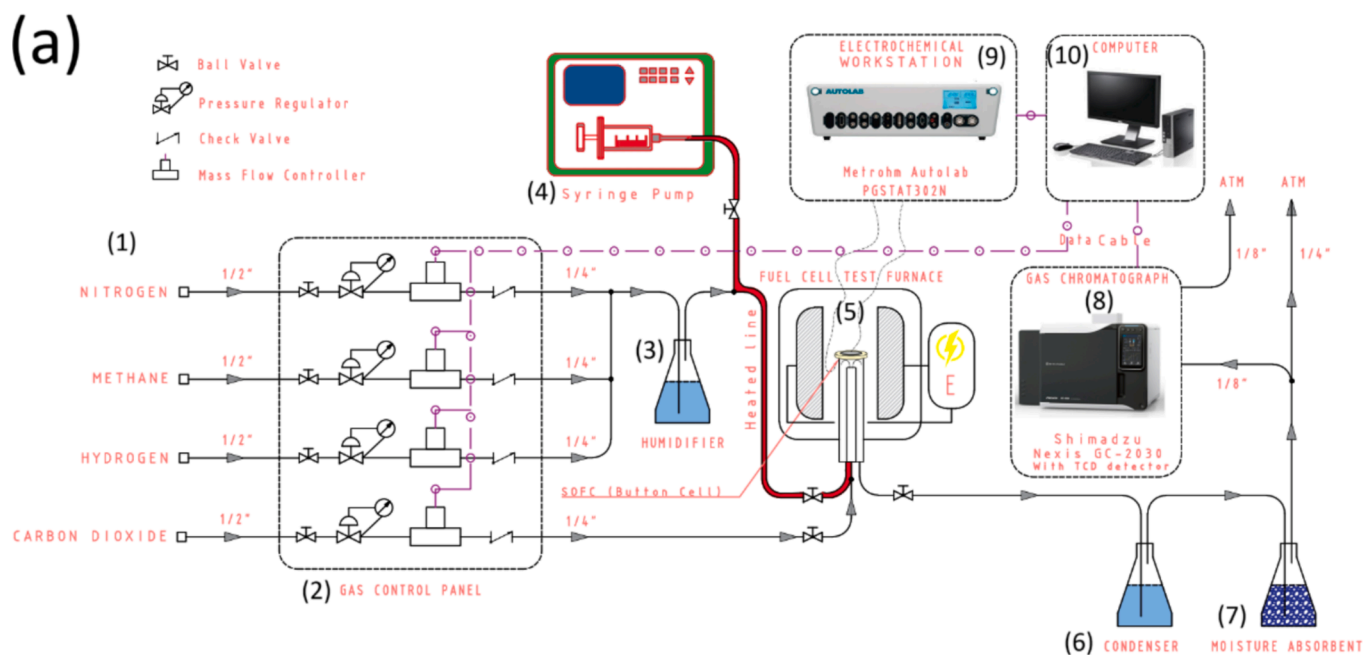 (a)
Ball Valve
Pressure Regulator
Check Valve
Mass Flow Controller
(4) Syringe Pump
ELECTROCHEMICAL
WORKSTATION
(9)
AUTOLAB
Metrohm Autolab
PGSTAT302N
(10)
COMPUTER
ATM
ATM
1/8"
1/4"
Data Cable
(1)
1/2"
NITROGEN
1/4"
1/2"
METHANE
1/4"
1/2"
HYDROGEN
1/4"
1/2"
CARBON DIOXIDE
1/4"
(2) GAS CONTROL PANEL
(3)
HUMIDIFIER
Heated line
FUEL CELL TEST FURNACE
(5)
E
SOFC (Button Cell)
GAS CHROMATOGRAPH
(8)
Shimadzu
Nexis GC-2030
With TCD detector
1/8"
(6) CONDENSER
(7)
MOISTURE ABSORBENT